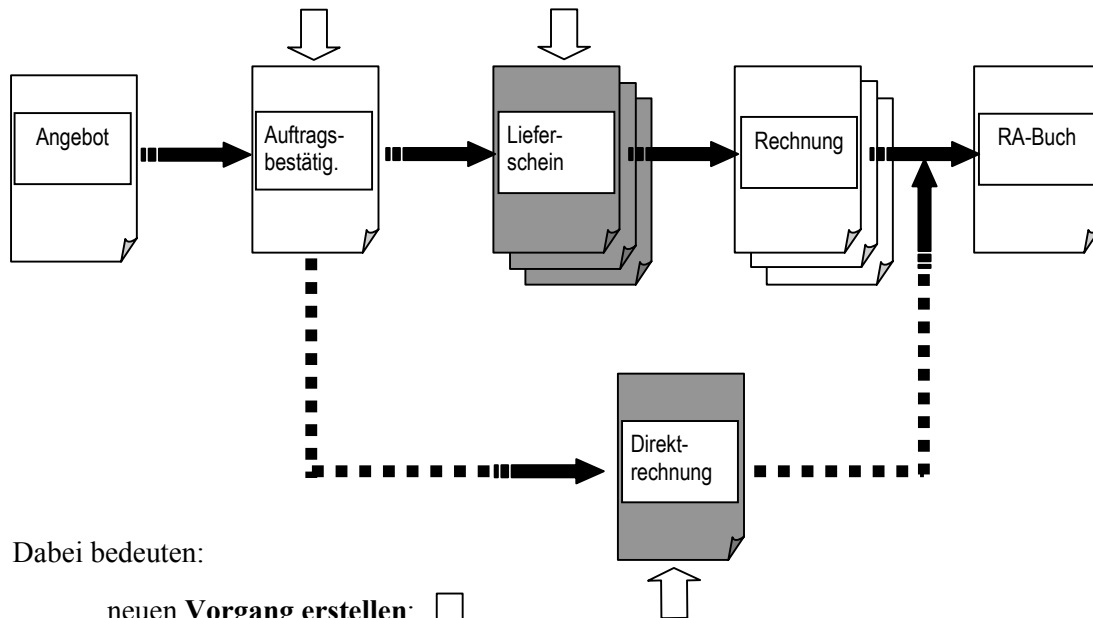 Angebot
Auftrags-
bestätig.
Liefer-
schein
Rechnung
RA-Buch
Direkt-
rechnung
Dabei bedeuten:
neuen Vorgang erstellen: